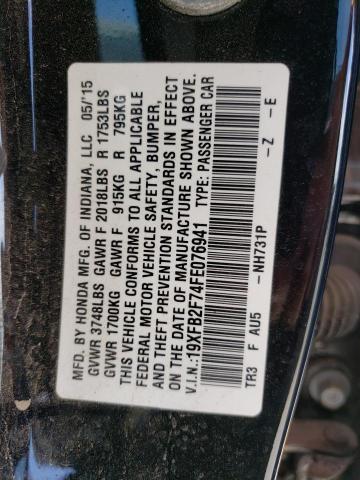 MFD. BY HONDA MFG. OF INDIANA, LLC 05/'15
GVWR 3748LBS GAWR F 2018LBS R 1753LBS
GVWR 1700KG GAWR F 915KG R 795KG
THIS VEHICLE CONFORMS TO ALL APPLICABLE
FEDERAL MOTOR VEHICLE SAFETY, BUMPER,
AND THEFT PREVENTION STANDARDS IN EFFECT
ON DATE OF MANUFACTURE SHOWN ABOVE.
V.I.N.:19XFB2F74FE076941 TYPE: PASSENGER CAR
TR3 F AU5 -NH731P -Z -E